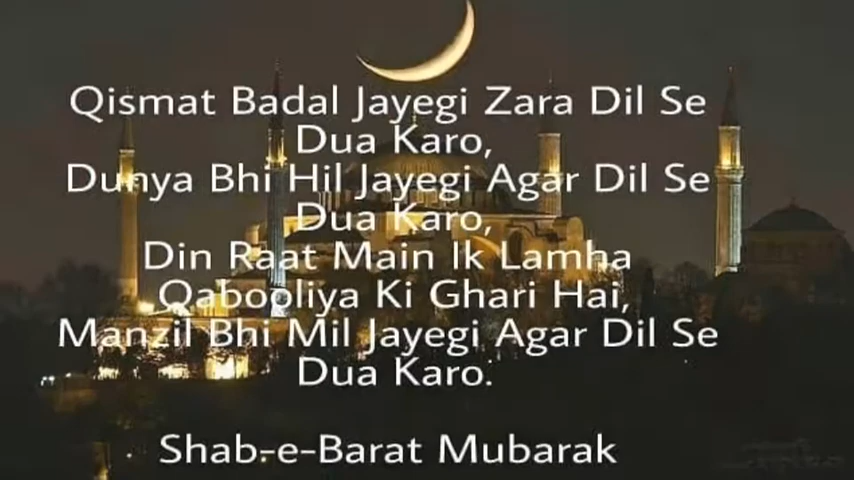 Qismat Badal Jayegi Zara Dil Se
Dua Karo,
Dunya Bhi Hil Jayegi Agar Dil Se
Dua Karo,
Din Raat Main Ik Lamha
Qabooliya Ki Ghari Hai,
Manzil Bhi Mil Jayegi Agar Dil Se
Dua Karo.
Shab-e-Barat Mubarak